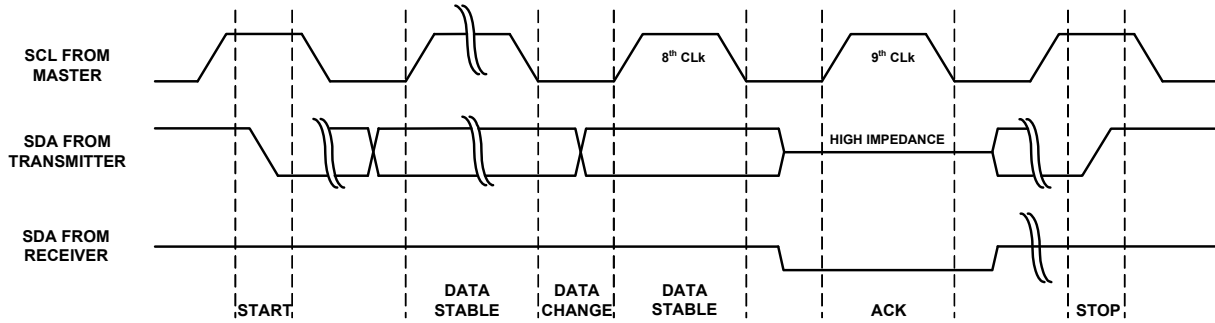 SCL FROM
MASTER
8th CLk
9th CLk
SDA FROM
TRANSMITTER
HIGH IMPEDANCE
SDA FROM
RECEIVER
START
DATA
STABLE
DATA
CHANGE
DATA
STABLE
ACK
STOP